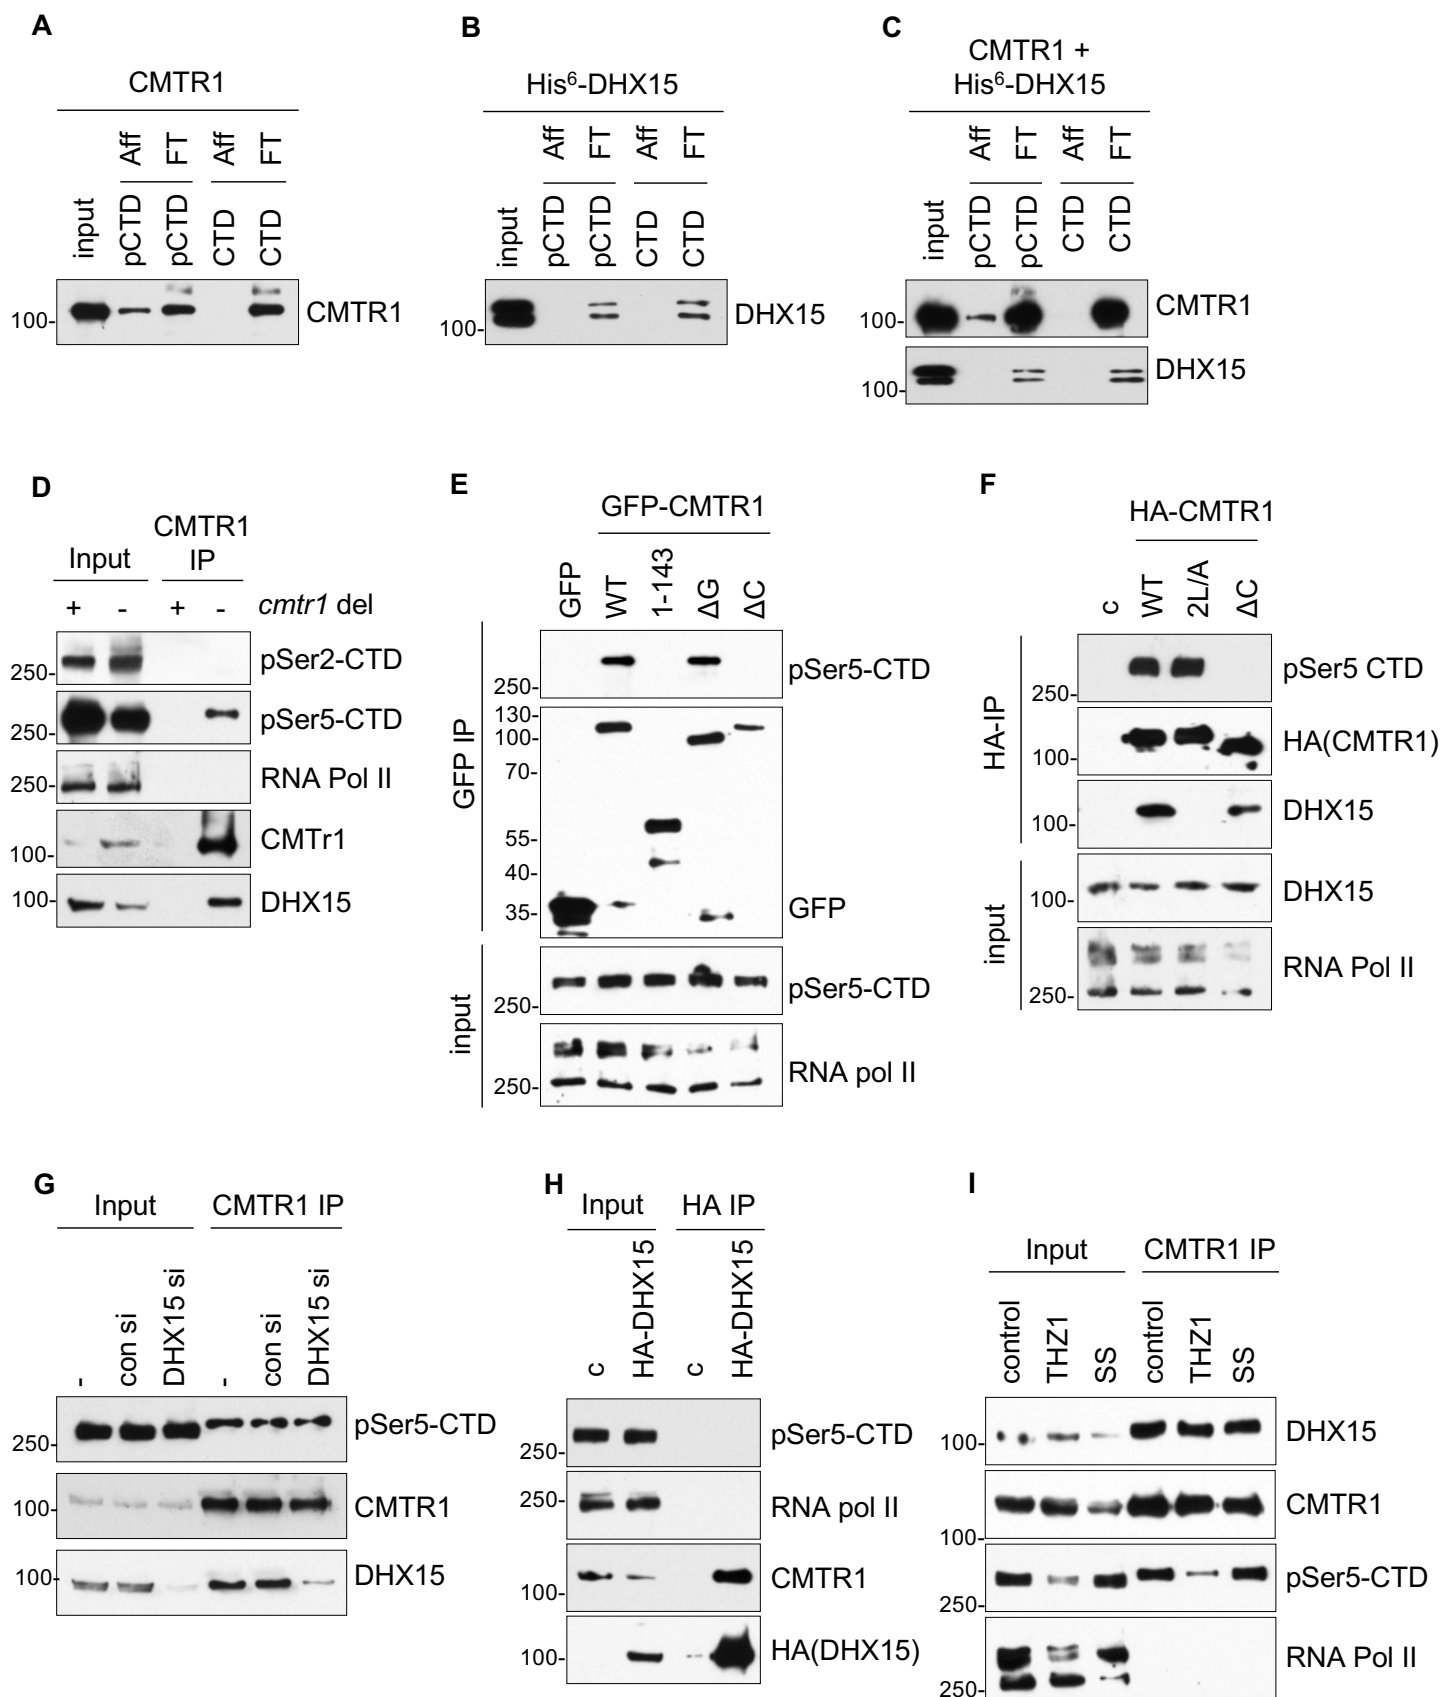 A
CMTR1
Aff FT Aff FT
input pCTD pCTD CTD CTD
100- CMTR1
B
His⁶-DHX15
Aff FT Aff FT
input pCTD pCTD CTD CTD
100- DHX15
C
CMTR1 +
His⁶-DHX15
Aff FT Aff FT
input pCTD pCTD CTD CTD
100- CMTR1
100- DHX15
D
CMTR1
Input IP
+ - + - cmtr1 del
250- pSer2-CTD
250- pSer5-CTD
250- RNA Pol II
100- CMTr1
100- DHX15
E
GFP-CMTR1
GFP WT 1-143 ΔG ΔC
GFP IP
250- pSer5-CTD
130-
100-
70-
55-
40-
35- GFP
input
250- pSer5-CTD
250- RNA pol II
F
HA-CMTR1
c WT 2L/A ΔC
HA-IP
250- pSer5 CTD
100- HA(CMTR1)
100- DHX15
input
100- DHX15
250- RNA Pol II
G
Input CMTR1 IP
- con si DHX15 si - con si DHX15 si
250- pSer5-CTD
100- CMTR1
100- DHX15
H
Input HA IP
c HA-DHX15 c HA-DHX15
250- pSer5-CTD
250- RNA pol II
100- CMTR1
100- HA(DHX15)
I
Input CMTR1 IP
control THZ1 SS control THZ1 SS
100- DHX15
100- CMTR1
250- pSer5-CTD
250- RNA Pol II